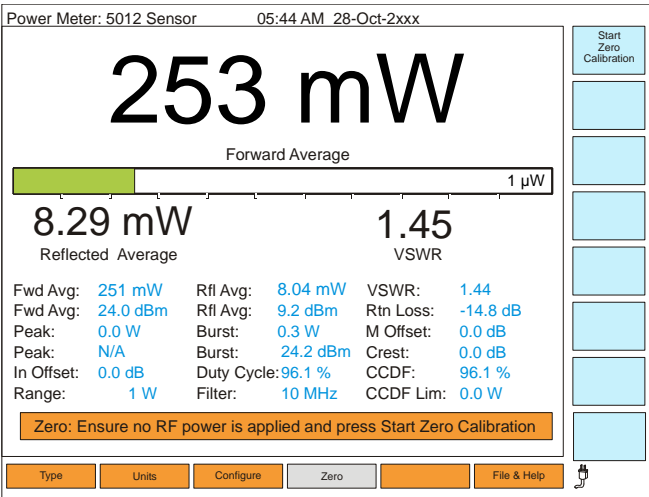 Power Meter: 5012 Sensor 05:44 AM 28-Oct-2xxx
Start
Zero
Calibration
253 mW
Forward Average
1 µW
8.29 mW 1.45
Reflected Average VSWR
Fwd Avg: 251 mW Rfl Avg: 8.04 mW VSWR: 1.44
Fwd Avg: 24.0 dBm Rfl Avg: 9.2 dBm Rtn Loss: -14.8 dB
Peak: 0.0 W Burst: 0.3 W M Offset: 0.0 dB
Peak: N/A Burst: 24.2 dBm Crest: 0.0 dB
In Offset: 0.0 dB Duty Cycle: 96.1 % CCDF: 96.1 %
Range: 1 W Filter: 10 MHz CCDF Lim: 0.0 W
Zero: Ensure no RF power is applied and press Start Zero Calibration
Type Units Configure Zero File & Help